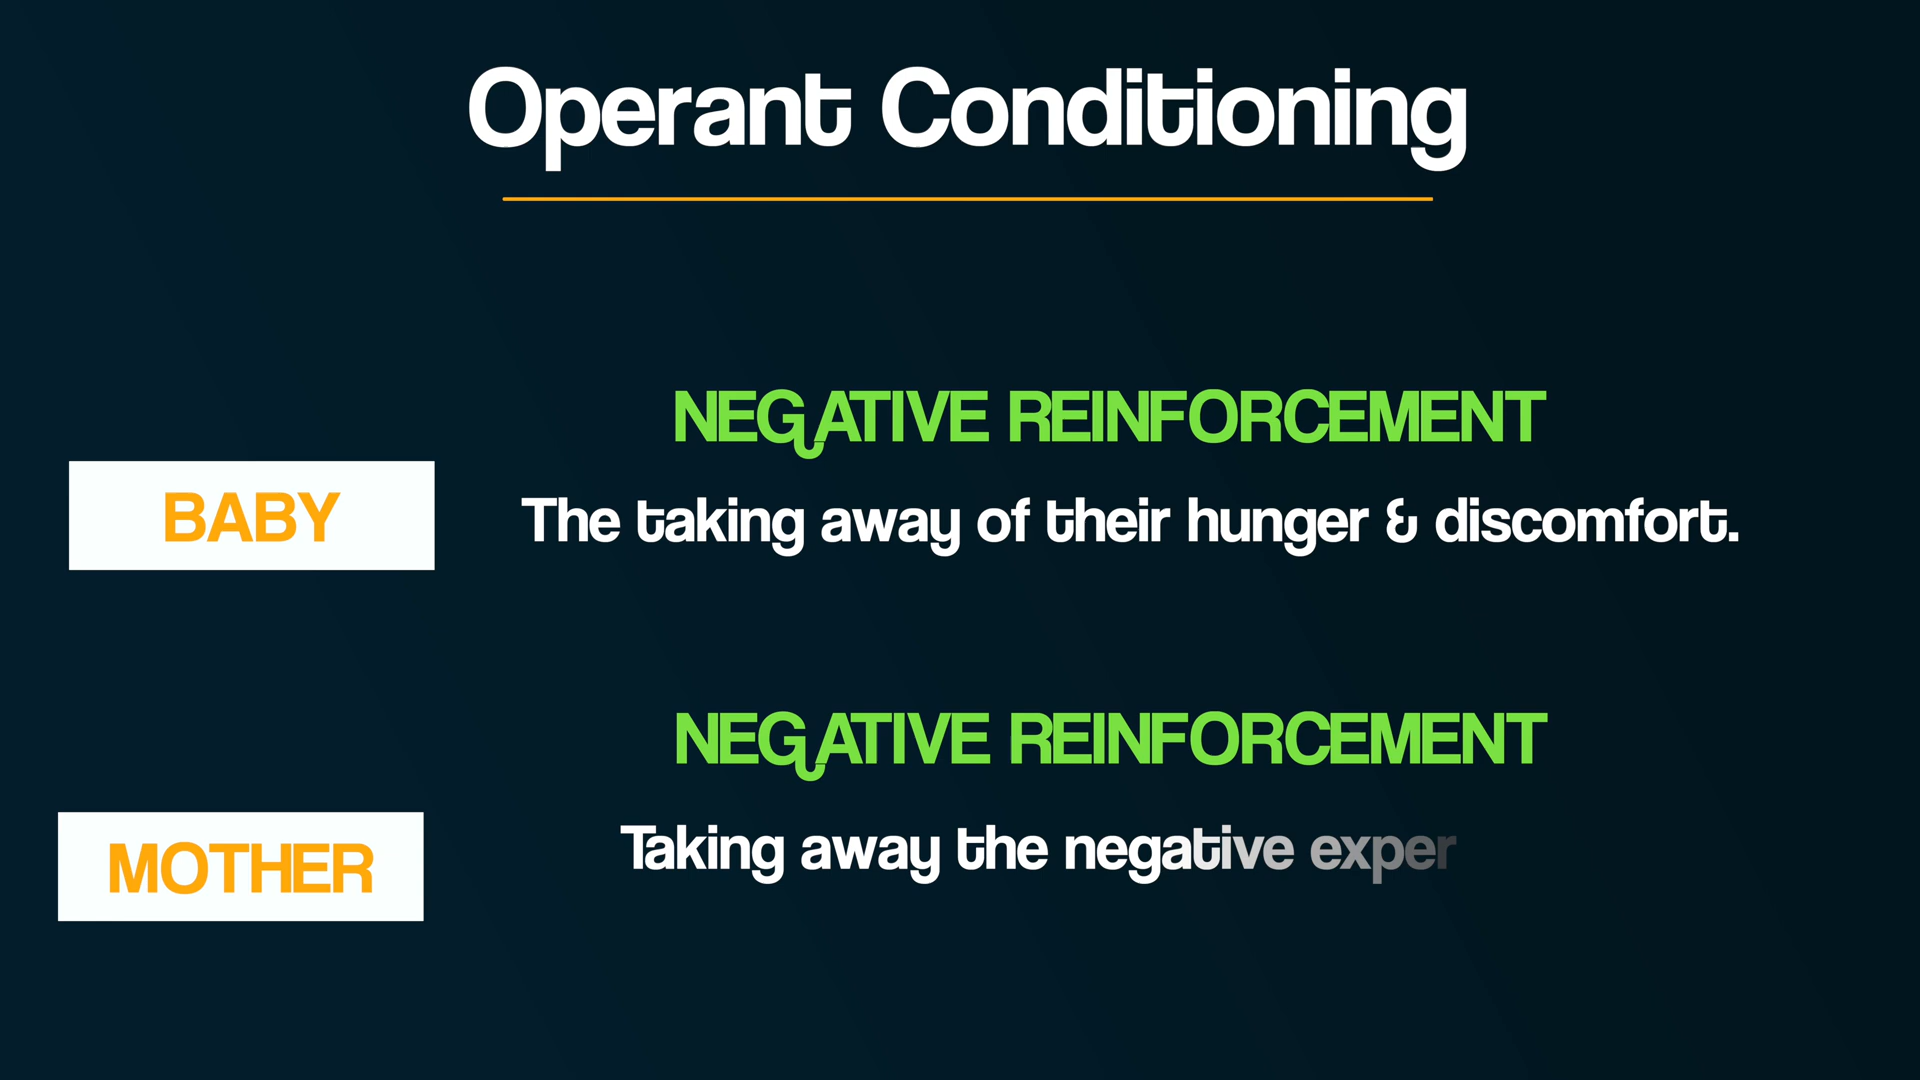 Operant Conditioning
NEGATIVE REINFORCEMENT
BABY
The taking away of their hunger & discomfort.
NEGATIVE REINFORCEMENT
MOTHER
Taking away the negative exper